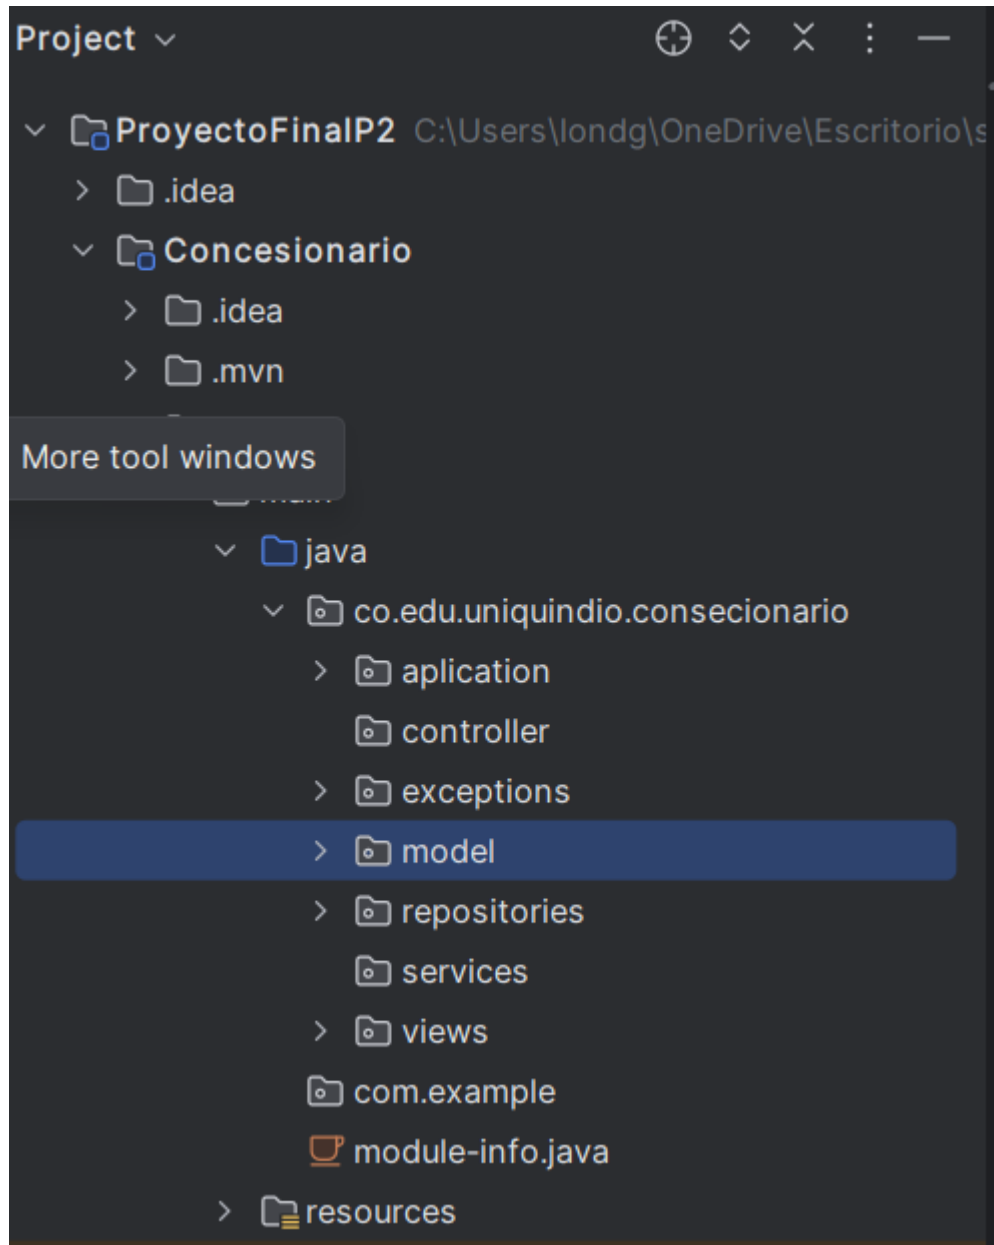 Project
ProyectoFinalP2 C:\Users\londg\OneDrive\Escritorio\s
.idea
Concesionario
.idea
.mvn
More tool windows
main
java
co.edu.uniquindio.consecionario
aplication
controller
exceptions
model
repositories
services
views
com.example
module-info.java
resources